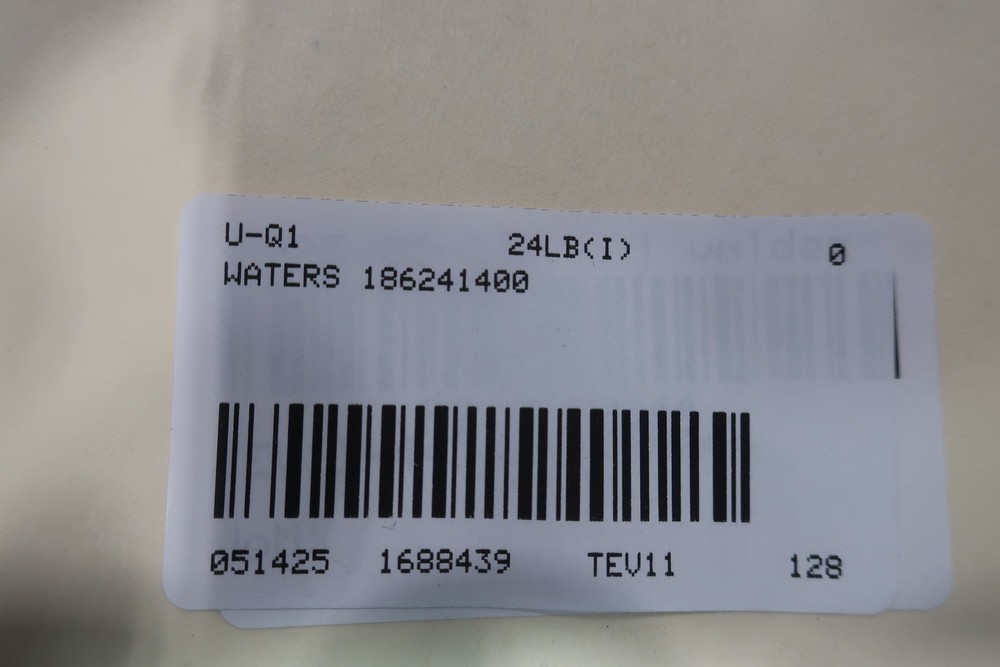 U-Q1 24LB(I) 0
WATERS 186241400
051425 1688439 TEV11 128